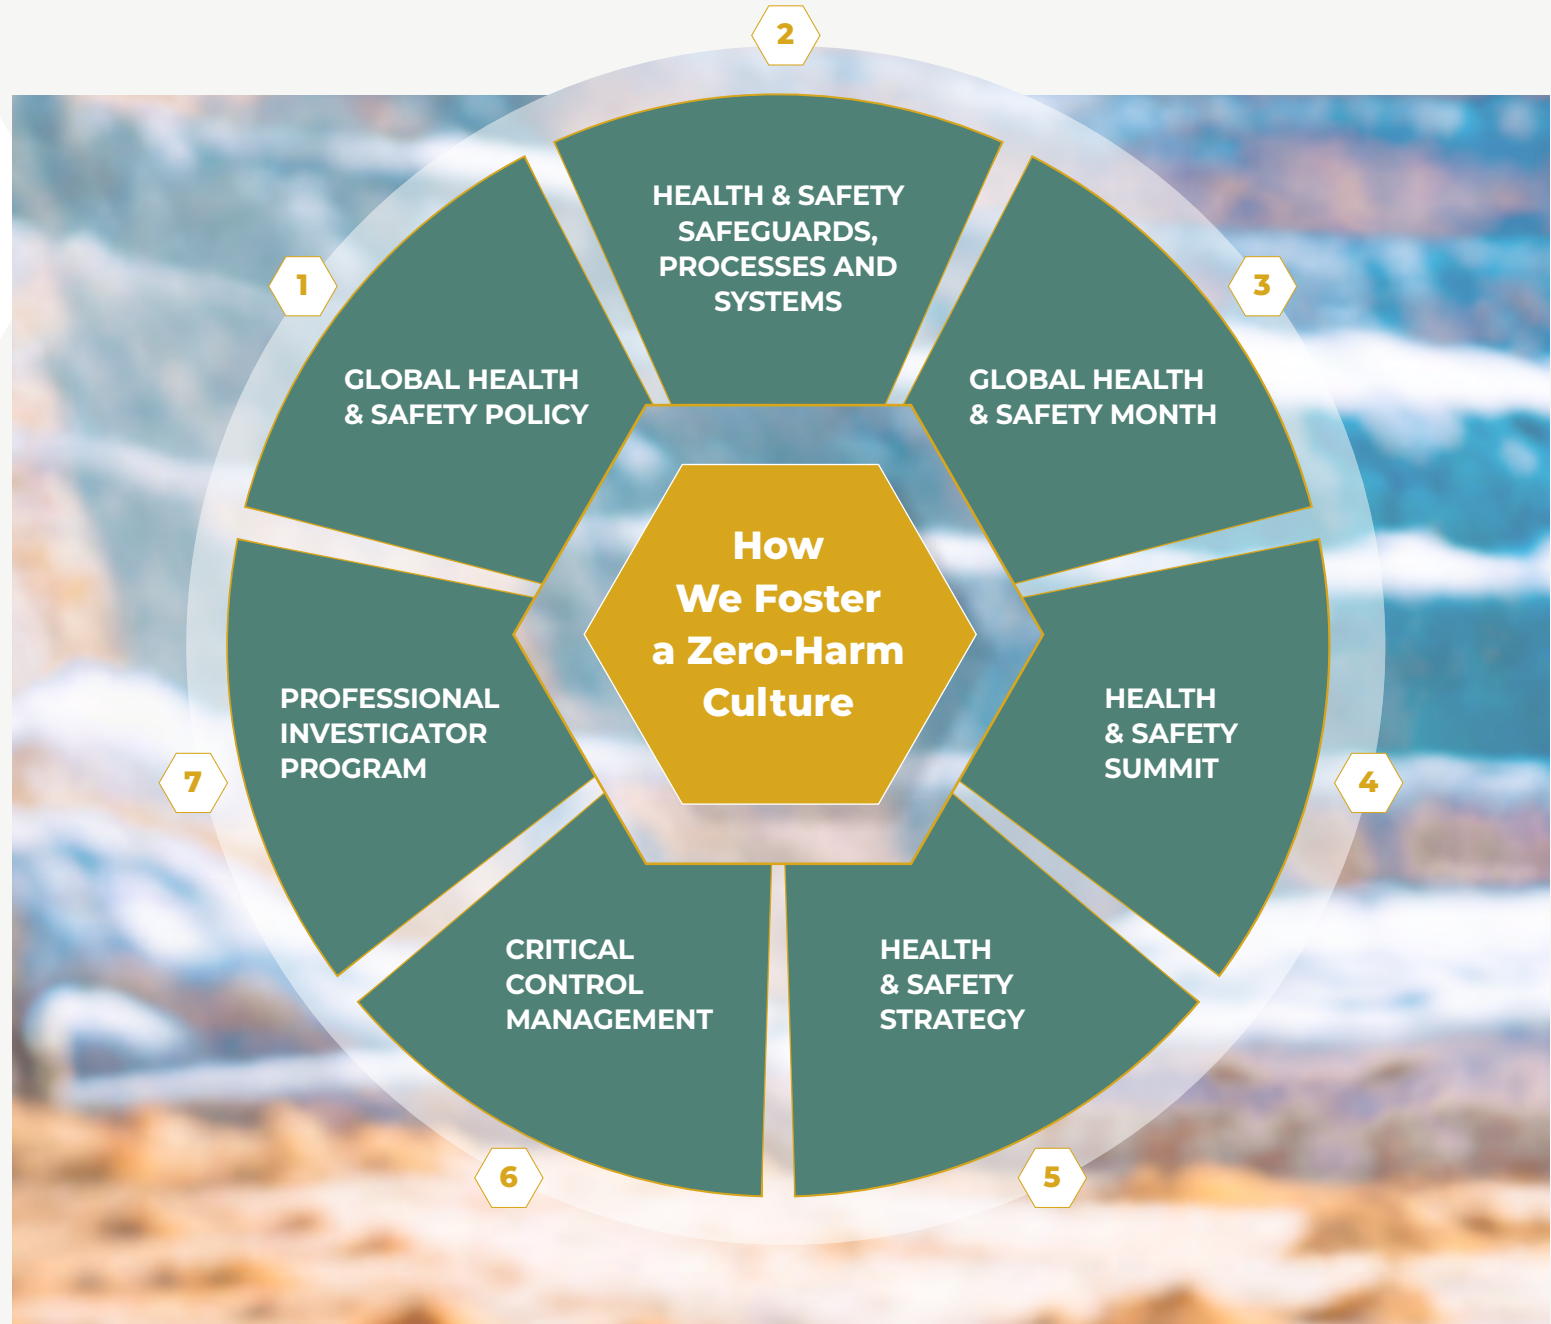 How
We Foster
a Zero-Harm
Culture
1
GLOBAL HEALTH
& SAFETY POLICY
2
HEALTH & SAFETY
SAFEGUARDS,
PROCESSES AND
SYSTEMS
3
GLOBAL HEALTH
& SAFETY MONTH
4
HEALTH
& SAFETY
SUMMIT
5
HEALTH
& SAFETY
STRATEGY
6
CRITICAL
CONTROL
MANAGEMENT
7
PROFESSIONAL
INVESTIGATOR
PROGRAM